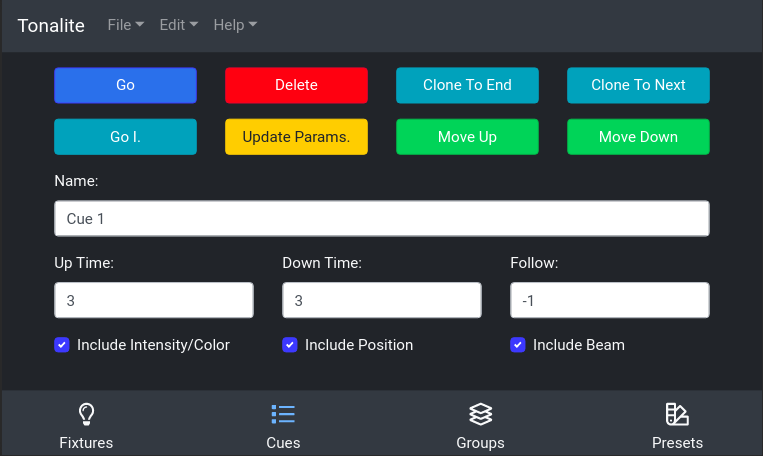 Tonalite File Edit Help
Go Delete Clone To End Clone To Next
Go I. Update Params. Move Up Move Down
Name:
Cue 1
Up Time: Down Time: Follow:
3 3 -1
Include Intensity/Color Include Position Include Beam
Fixtures Cues Groups Presets